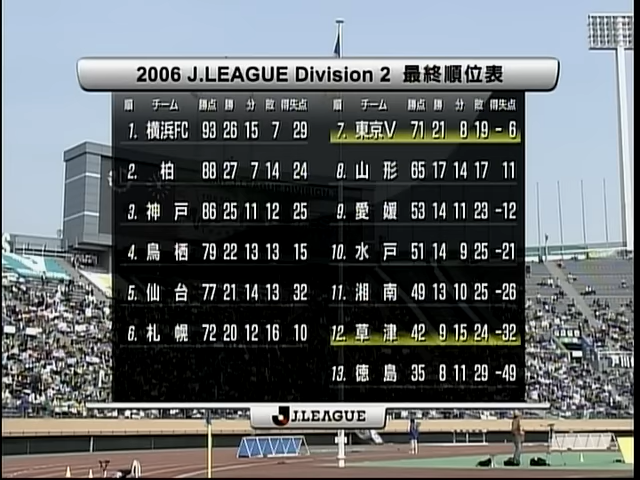 2006 J.LEAGUE Division 2 最終順位表
順 チーム 勝点 勝 分 敗 得失点
1. 横浜FC 93 26 15 7 29
2. 柏 88 27 7 14 24
3. 神戸 86 25 11 12 25
4. 鳥栖 79 22 13 13 15
5. 仙台 77 21 14 13 32
6. 札幌 72 20 12 16 10
順 チーム 勝点 勝 分 敗 得失点
7. 東京V 71 21 8 19 -6
8. 山形 65 17 14 17 11
9. 愛媛 53 14 11 23 -12
10. 水戸 51 14 9 25 -21
11. 湘南 49 13 10 25 -26
12. 草津 42 9 15 24 -32
13. 徳島 35 8 11 29 -49
J.LEAGUE